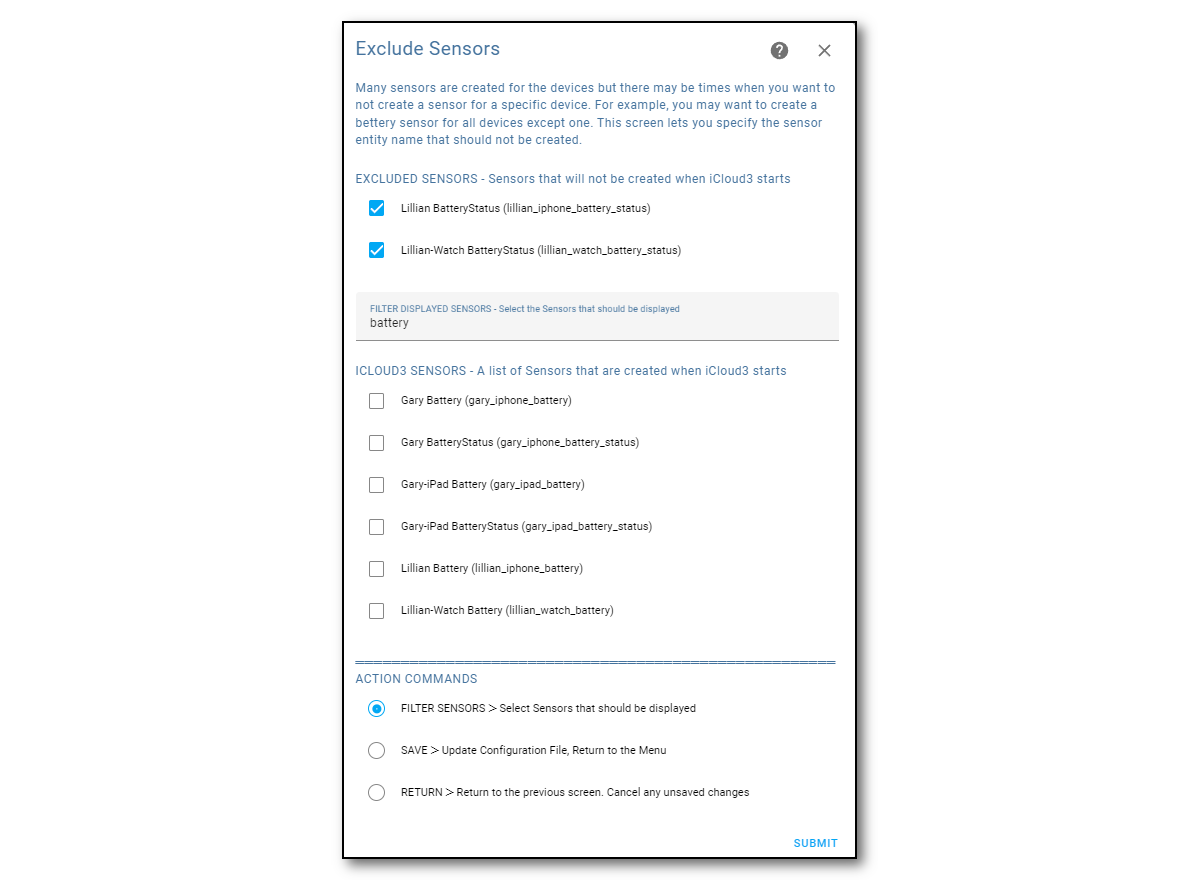 Exclude Sensors
Many sensors are created for the devices but there may be times when you want to
not create a sensor for a specific device. For example, you may want to create a
bettery sensor for all devices except one. This screen lets you specify the sensor
entity name that should not be created.
EXCLUDED SENSORS - Sensors that will not be created when iCloud3 starts
Lillian BatteryStatus (lillian_iphone_battery_status)
Lillian-Watch BatteryStatus (lillian_watch_battery_status)
FILTER DISPLAYED SENSORS - Select the Sensors that should be displayed
battery
ICLOUD3 SENSORS - A list of Sensors that are created when iCloud3 starts
Gary Battery (gary_iphone_battery)
Gary BatteryStatus (gary_iphone_battery_status)
Gary-iPad Battery (gary_ipad_battery)
Gary-iPad BatteryStatus (gary_ipad_battery_status)
Lillian Battery (lillian_iphone_battery)
Lillian-Watch Battery (lillian_watch_battery)
ACTION COMMANDS
FILTER SENSORS > Select Sensors that should be displayed
SAVE > Update Configuration File, Return to the Menu
RETURN > Return to the previous screen. Cancel any unsaved changes
SUBMIT